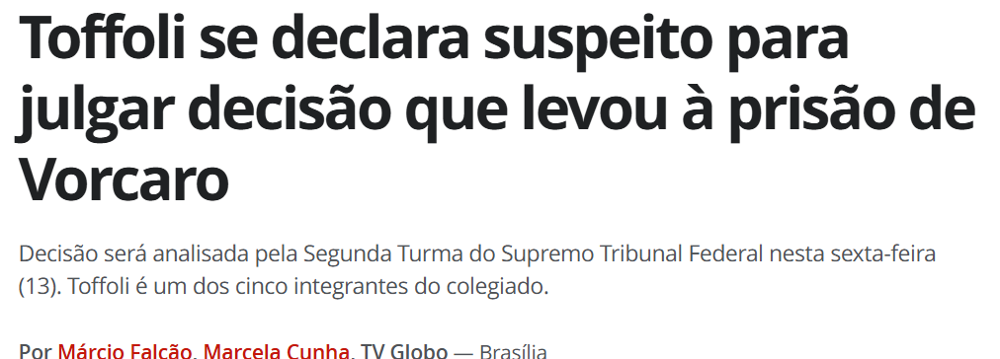 Toffoli se declara suspeito para
julgar decisão que levou à prisão de
Vorcaro
Decisão será analisada pela Segunda Turma do Supremo Tribunal Federal nesta sexta-feira
(13). Toffoli é um dos cinco integrantes do colegiado.
Por Márcio Falcão, Marcela Cunha, TV Globo — Brasília